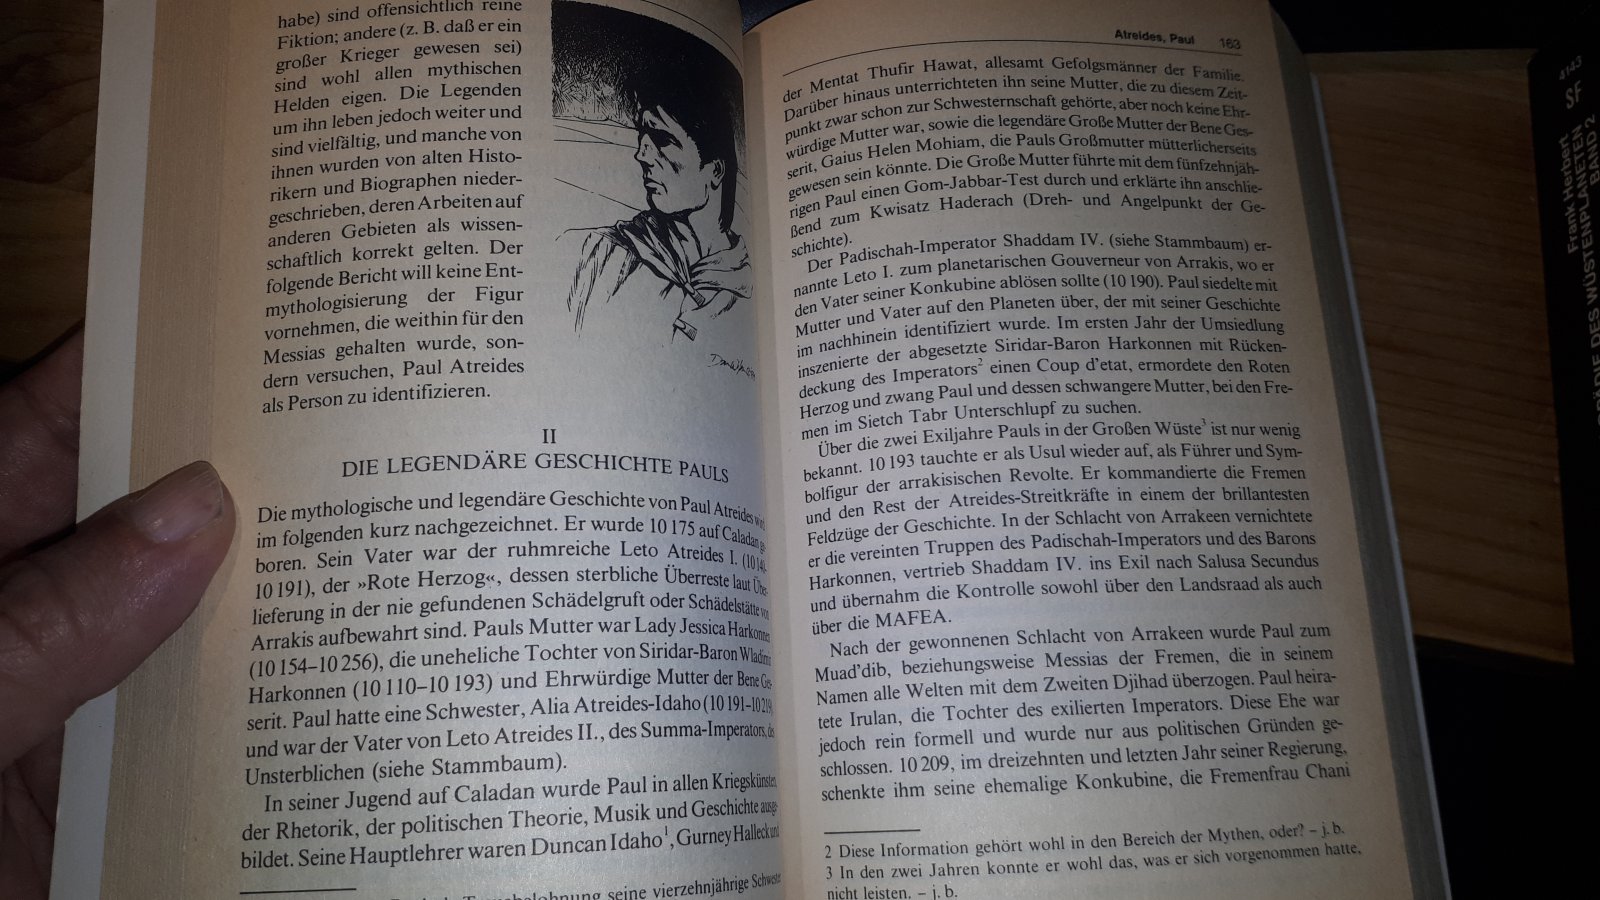 habe) sind offensichtlich reine
Fiktion; andere (z. B. daß er ein
großer Krieger gewesen sei)
sind wohl allen mythischen
Helden eigen. Die Legenden
um ihn leben jedoch weiter und
sind vielfältig, und manche von
ihnen wurden von alten Histo-
rikern und Biographen nieder-
geschrieben, deren Arbeiten auf
anderen Gebieten als wissen-
schaftlich korrekt gelten. Der
folgende Bericht will keine Ent-
mythologisierung der Figur
vornehmen, die weithin für den
Messias gehalten wurde, son-
dern versuchen, Paul Atreides
als Person zu identifizieren.
II
DIE LEGENDÄRE GESCHICHTE PAULS
Die mythologische und legendäre Geschichte von Paul Atreides wird
im folgenden kurz nachgezeichnet. Er wurde 10 175 auf Caladan ge-
boren. Sein Vater war der ruhmreiche Leto Atreides I. (10 140-
10 191), der »Rote Herzog«, dessen sterbliche Überreste laut Über-
lieferung in der nie gefundenen Schädelgruft oder Schädelstätte von
Arrakis aufbewahrt sind. Pauls Mutter war Lady Jessica Harkonnen
(10 154–10 256), die uneheliche Tochter von Siridar-Baron Wladimir
Harkonnen (10 110–10 193) und Ehrwürdige Mutter der Bene Ges-
serit. Paul hatte eine Schwester, Alia Atreides-Idaho (10 191–10 219),
und war der Vater von Leto Atreides II., des Summa-Imperators, des
Unsterblichen (siehe Stammbaum).
In seiner Jugend auf Caladan wurde Paul in allen Kriegskünsten,
der Rhetorik, der politischen Theorie, Musik und Geschichte ausge-
bildet. Seine Hauptlehrer waren Duncan Idaho1, Gurney Halleck und
seine vierzehnjährige Schwester
Atreides, Paul 163
der Mentat Thufir Hawat, allesamt Gefolgsmänner der Familie.
Darüber hinaus unterrichteten ihn seine Mutter, die zu diesem Zeit-
punkt zwar schon zur Schwesternschaft gehörte, aber noch keine Ehr-
würdige Mutter war, sowie die legendäre Große Mutter der Bene Ges-
serit, Gaius Helen Mohiam, die Pauls Großmutter mütterlicherseits
gewesen sein könnte. Die Große Mutter führte mit dem fünfzehnjäh-
rigen Paul einen Gom-Jabbar-Test durch und erklärte ihn anschlie-
ßend zum Kwisatz Haderach (Dreh- und Angelpunkt der Ge-
schichte).
Der Padischah-Imperator Shaddam IV. (siehe Stammbaum) er-
nannte Leto I. zum planetarischen Gouverneur von Arrakis, wo er
den Vater seiner Konkubine ablösen sollte (10 190). Paul siedelte mit
Mutter und Vater auf den Planeten über, der mit seiner Geschichte
im nachhinein identifiziert wurde. Im ersten Jahr der Umsiedlung
inszenierte der abgesetzte Siridar-Baron Harkonnen mit Rücken-
deckung des Imperators2 einen Coup d'etat, ermordete den Roten
Herzog und zwang Paul und dessen schwangere Mutter, bei den Fre-
men im Sietch Tabr Unterschlupf zu suchen.
Über die zwei Exiljahre Pauls in der Großen Wüste3 ist nur wenig
bekannt. 10 193 tauchte er als Usul wieder auf, als Führer und Sym-
bolfigur der arrakisischen Revolte. Er kommandierte die Fremen
und den Rest der Atreides-Streitkräfte in einem der brillantesten
Feldzüge der Geschichte. In der Schlacht von Arrakeen vernichtete
er die vereinten Truppen des Padischah-Imperators und des Barons
Harkonnen, vertrieb Shaddam IV. ins Exil nach Salusa Secundus
und übernahm die Kontrolle sowohl über den Landsraad als auch
über die MAFEA.
Nach der gewonnenen Schlacht von Arrakeen wurde Paul zum
Muad'dib, beziehungsweise Messias der Fremen, die in seinem
Namen alle Welten mit dem Zweiten Djihad überzogen. Paul heira-
tete Irulan, die Tochter des exilierten Imperators. Diese Ehe war
jedoch rein formell und wurde nur aus politischen Gründen ge-
schlossen. 10 209, im dreizehnten und letzten Jahr seiner Regierung,
schenkte ihm seine ehemalige Konkubine, die Fremenfrau Chani
2 Diese Information gehört wohl in den Bereich der Mythen, oder? – j. b.
3 In den zwei Jahren konnte er wohl das, was er sich vorgenommen hatte,
nicht leisten. – j. b.
4143
SF
Frank Herbert
DES WÜSTENPLANETEN
BAND 2